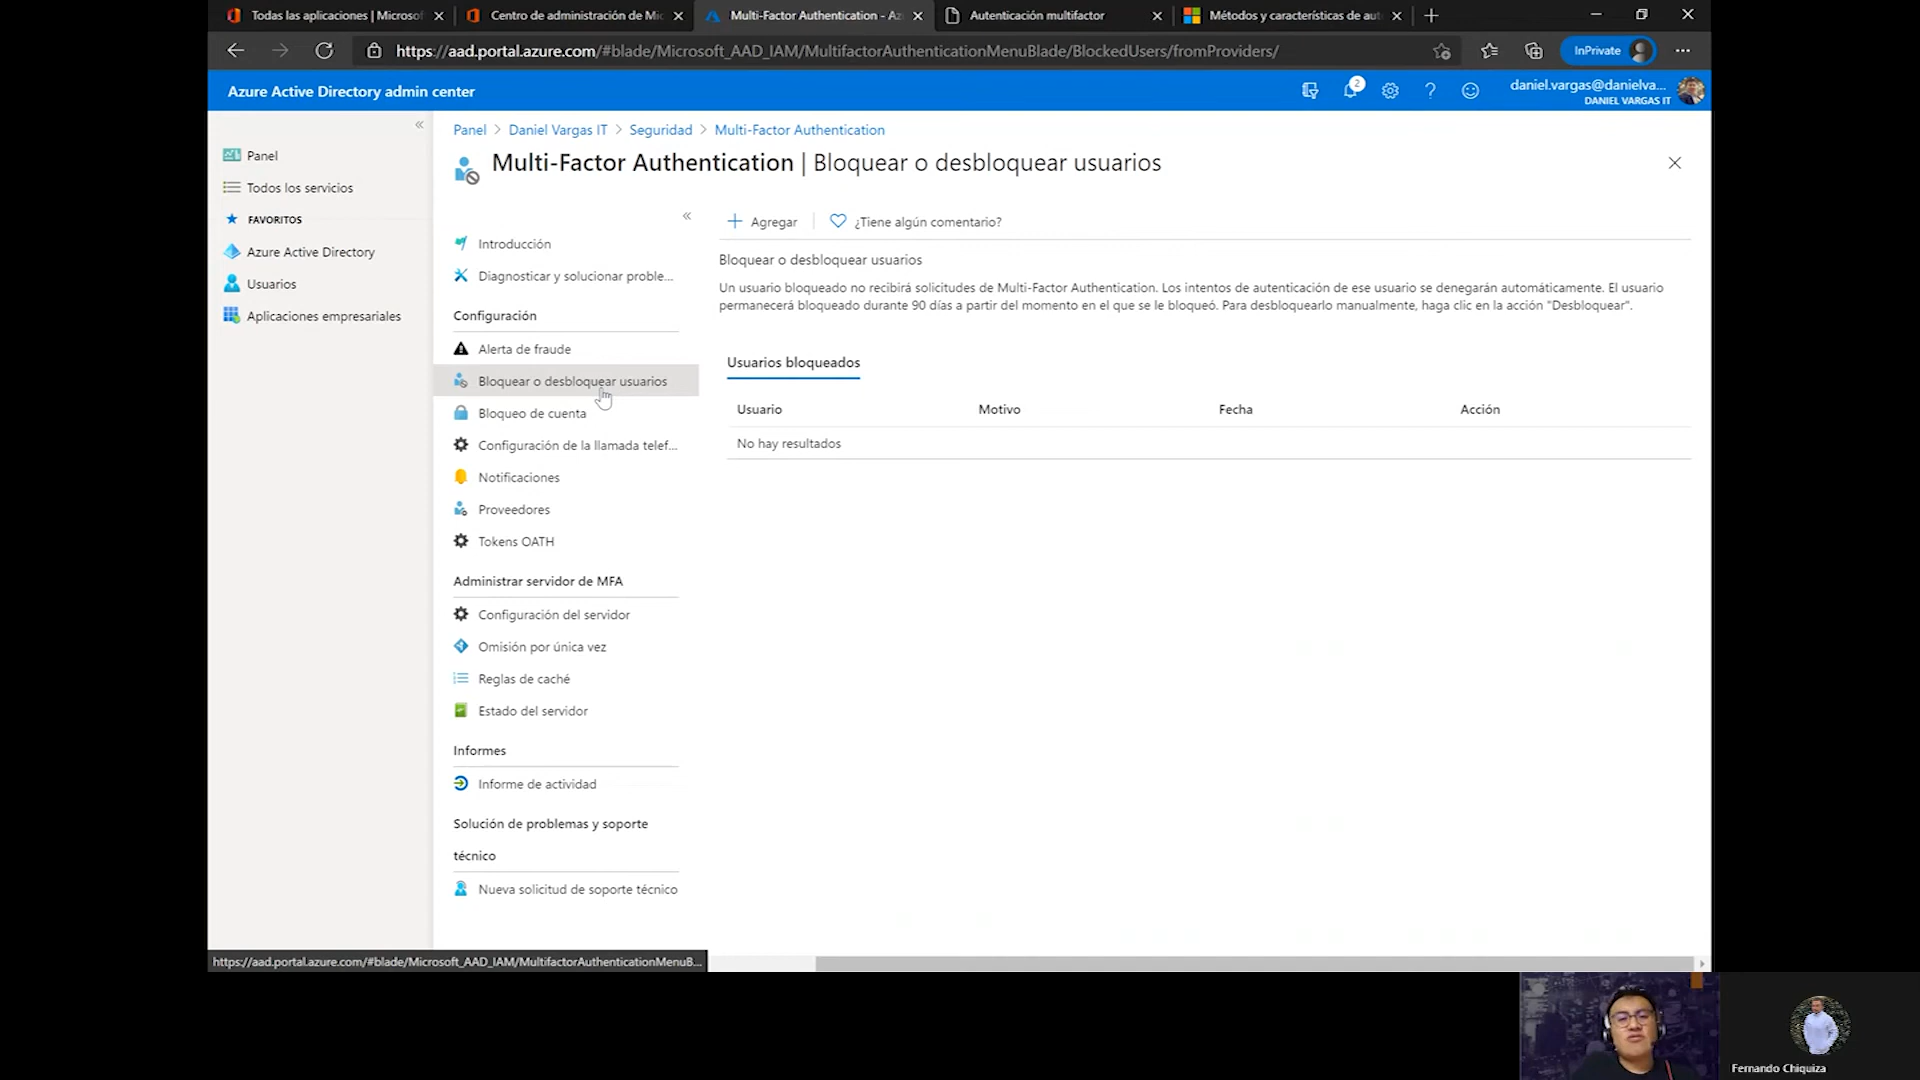 Todas las aplicaciones | Microsof
Centro de administración de Mic
Multi-Factor Authentication - Az
Autenticación multifactor
Métodos y características de aut
https://aad.portal.azure.com/#blade/Microsoft_AAD_IAM/MultifactorAuthenticationMenuBlade/BlockedUsers/fromProviders/
InPrivate
Azure Active Directory admin center
2
daniel.vargas@danielva...
DANIEL VARGAS IT
Panel > Daniel Vargas IT > Seguridad > Multi-Factor Authentication
Multi-Factor Authentication | Bloquear o desbloquear usuarios
Panel
Todos los servicios
FAVORITOS
Azure Active Directory
Usuarios
Aplicaciones empresariales
Introducción
Diagnosticar y solucionar proble...
Configuración
Alerta de fraude
Bloquear o desbloquear usuarios
Bloqueo de cuenta
Configuración de la llamada telef...
Notificaciones
Proveedores
Tokens OATH
Administrar servidor de MFA
Configuración del servidor
Omisión por única vez
Reglas de caché
Estado del servidor
Informes
Informe de actividad
Solución de problemas y soporte
técnico
Nueva solicitud de soporte técnico
Agregar
¿Tiene algún comentario?
Bloquear o desbloquear usuarios
Un usuario bloqueado no recibirá solicitudes de Multi-Factor Authentication. Los intentos de autenticación de ese usuario se denegarán automáticamente. El usuario
permanecerá bloqueado durante 90 días a partir del momento en el que se le bloqueó. Para desbloquearlo manualmente, haga clic en la acción "Desbloquear".
Usuarios bloqueados
Usuario Motivo Fecha Acción
No hay resultados
https://aad.portal.azure.com/#blade/Microsoft_AAD_IAM/MultifactorAuthenticationMenuB...
Fernando Chiquiza